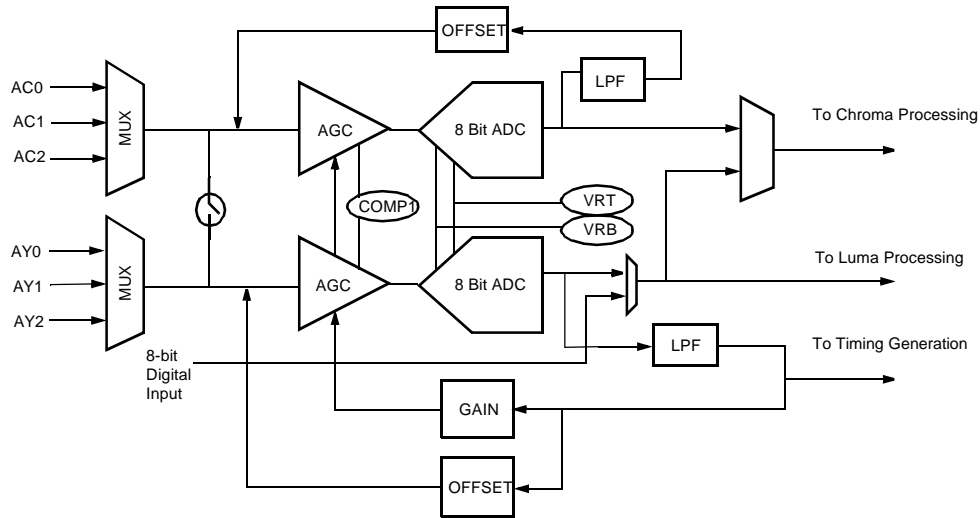 OFFSET
LPF
AC0
AC1
AC2
MUX
AGC
8 Bit ADC
To Chroma Processing
COMP1
VRT
VRB
AY0
AY1
AY2
MUX
AGC
8 Bit ADC
To Luma Processing
8-bit
Digital
Input
LPF
To Timing Generation
GAIN
OFFSET